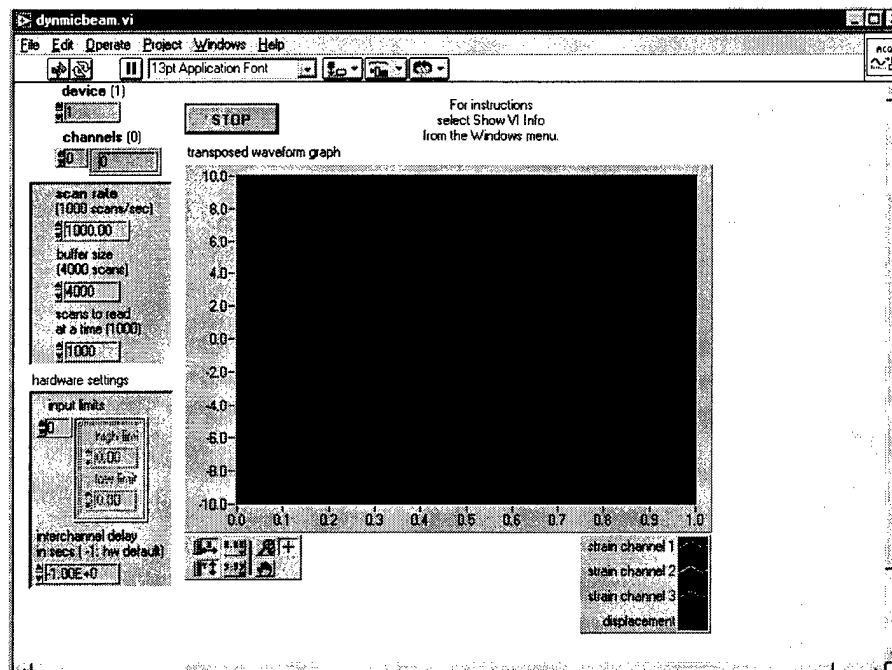 dynmicbeam.vi
File Edit Operate Project Windows Help
13pt Application Font
device (1)
1
channels (0)
0
STOP
For instructions
select Show VI Info
from the Windows menu.
transposed waveform graph
scan rate
(1000 scans/sec)
1000.00
buffer size
(4000 scans)
4000
scans to read
at a time (1000)
1000
hardware settings
input limits
0
high limi
0.00
low limit
0.00
interchannel delay
in secs (-1: hw default)
-1.00E+0
10.0
8.0
6.0
4.0
2.0
0.0
-2.0
-4.0
-6.0
-8.0
-10.0
0.0 0.1 0.2 0.3 0.4 0.5 0.6 0.7 0.8 0.9 1.0
strain channel 1
strain channel 2
strain channel 3
displacement